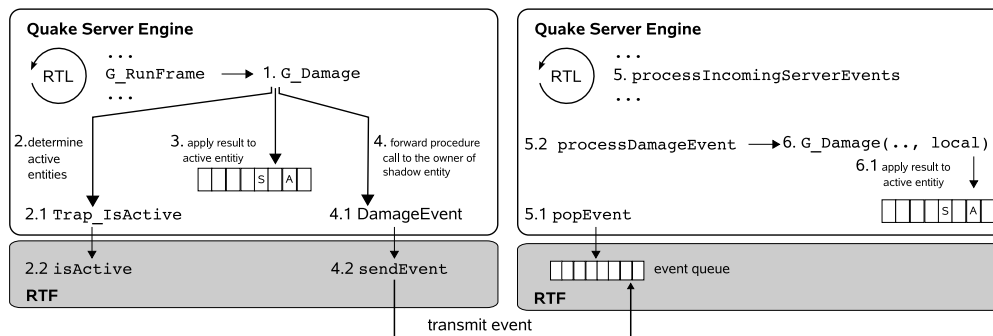 Quake Server Engine
...
RTL
G_RunFrame
1. G_Damage
...
2.determine
active
entities
3. apply result to
active entitiy
S A
4. forward procedure
call to the owner of
shadow entity
2.1 Trap_IsActive
4.1 DamageEvent
2.2 isActive
4.2 sendEvent
RTF
Quake Server Engine
...
RTL
5. processIncomingServerEvents
...
5.2 processDamageEvent
6. G_Damage(.., local)
6.1 apply result to
active entitiy
S A
5.1 popEvent
event queue
RTF
transmit event